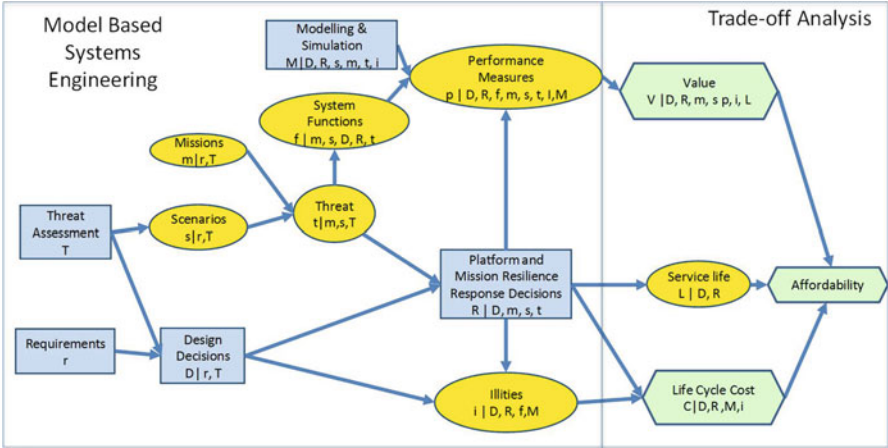 Model Based
Systems
Engineering
Trade-off Analysis
Modelling &
Simulation
M|D, R, s, m, t, i
Performance
Measures
p | D, R, f, m, s, t, I,M
Value
V |D, R, m, s p, i, L
System
Functions
f | m, s, D, R, t
Missions
m|r,T
Threat
Assessment
T
Scenarios
s|r,T
Threat
t|m,s,T
Platform and
Mission Resilience
Response Decisions
R | D, m, s, t
Service life
L | D, R
Affordability
Requirements
r
Design
Decisions
D| r, T
Illities
i | D, R, f,M
Life Cycle Cost
C|D,R ,M,i